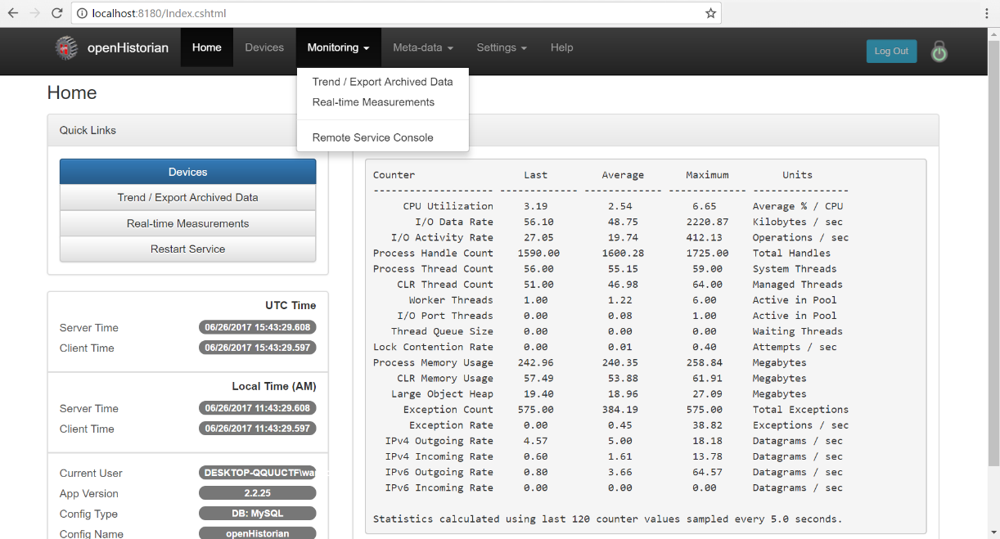 localhost:8180/Index.cshtml
openHistorian Home Devices Monitoring Meta-data Settings Help Log Out
Trend / Export Archived Data
Real-time Measurements
Remote Service Console
Home
Quick Links
Devices
Trend / Export Archived Data
Real-time Measurements
Restart Service
UTC Time
Server Time 06/26/2017 15:43:29.608
Client Time 06/26/2017 15:43:29.597
Local Time (AM)
Server Time 06/26/2017 11:43:29.608
Client Time 06/26/2017 11:43:29.597
Current User DESKTOP-QQUUCTF\
App Version 2.2.25
Config Type DB: MySQL
Config Name openHistorian
Counter Last Average Maximum Units
-------------------- ------------- ------------- ------------- ----------------
CPU Utilization 3.19 2.54 6.65 Average % / CPU
I/O Data Rate 56.10 48.75 2220.87 Kilobytes / sec
I/O Activity Rate 27.05 19.74 412.13 Operations / sec
Process Handle Count 1590.00 1600.28 1725.00 Total Handles
Process Thread Count 56.00 55.15 59.00 System Threads
CLR Thread Count 51.00 46.98 64.00 Managed Threads
Worker Threads 1.00 1.22 6.00 Active in Pool
I/O Port Threads 0.00 0.08 1.00 Active in Pool
Thread Queue Size 0.00 0.00 0.00 Waiting Threads
Lock Contention Rate 0.00 0.01 0.40 Attempts / sec
Process Memory Usage 242.96 240.35 258.84 Megabytes
CLR Memory Usage 57.49 53.88 61.91 Megabytes
Large Object Heap 19.40 18.96 27.09 Megabytes
Exception Count 575.00 384.19 575.00 Total Exceptions
Exception Rate 0.00 0.45 38.82 Exceptions / sec
IPv4 Outgoing Rate 4.57 5.00 18.18 Datagrams / sec
IPv4 Incoming Rate 0.60 1.61 13.78 Datagrams / sec
IPv6 Outgoing Rate 0.80 3.66 64.57 Datagrams / sec
IPv6 Incoming Rate 0.00 0.00 0.00 Datagrams / sec
Statistics calculated using last 120 counter values sampled every 5.0 seconds.